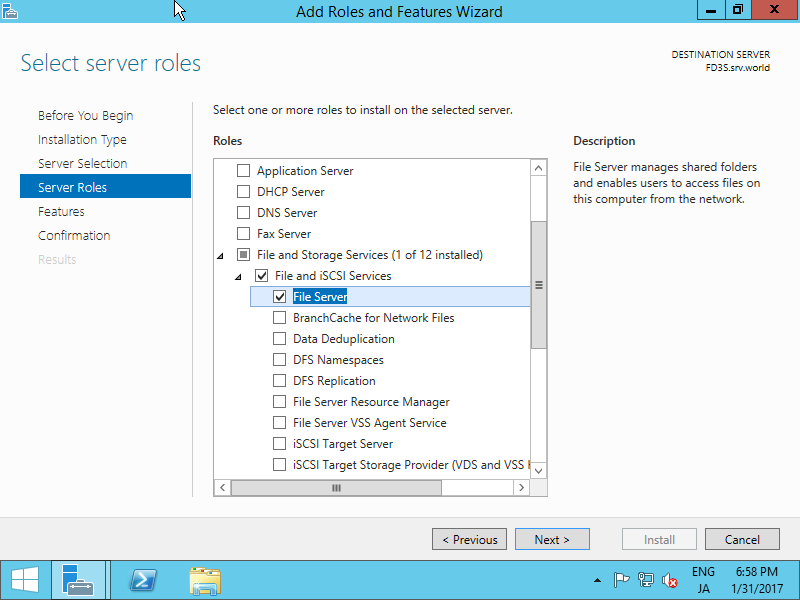 Add Roles and Features Wizard
Select server roles
DESTINATION SERVER
FD3S.srv.world
Before You Begin
Installation Type
Server Selection
Server Roles
Features
Confirmation
Results
Select one or more roles to install on the selected server.
Roles
Application Server
DHCP Server
DNS Server
Fax Server
File and Storage Services (1 of 12 installed)
File and iSCSI Services
File Server
BranchCache for Network Files
Data Deduplication
DFS Namespaces
DFS Replication
File Server Resource Manager
File Server VSS Agent Service
iSCSI Target Server
iSCSI Target Storage Provider (VDS and VSS
Description
File Server manages shared folders
and enables users to access files on
this computer from the network.
< Previous
Next >
Install
Cancel
ENG
JA
6:58 PM
1/31/2017